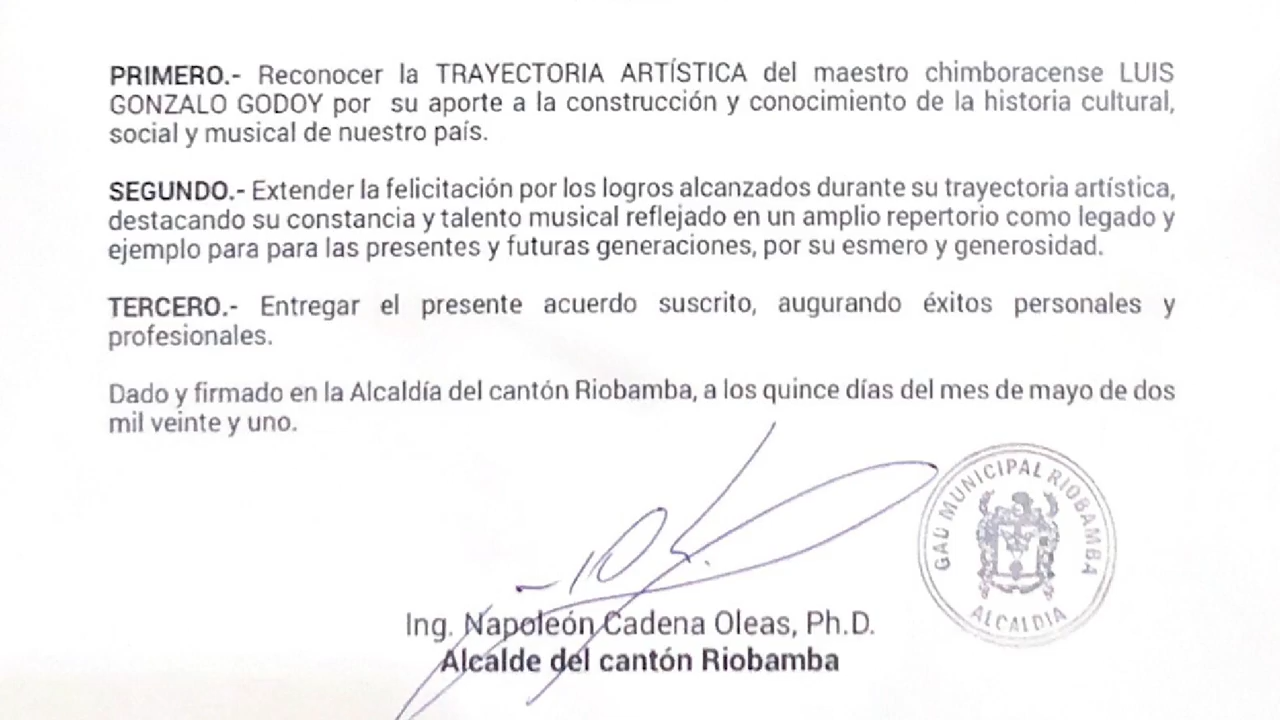 PRIMERO.- Reconocer la TRAYECTORIA ARTÍSTICA del maestro chimboracense LUIS
GONZALO GODOY por su aporte a la construcción y conocimiento de la historia cultural,
social y musical de nuestro país.
SEGUNDO.- Extender la felicitación por los logros alcanzados durante su trayectoria artística,
destacando su constancia y talento musical reflejado en un amplio repertorio como legado y
ejemplo para para las presentes y futuras generaciones, por su esmero y generosidad.
TERCERO.- Entregar el presente acuerdo suscrito, augurando éxitos personales y
profesionales.
Dado y firmado en la Alcaldía del cantón Riobamba, a los quince días del mes de mayo de dos
mil veinte y uno.
GAD MUNICIPAL RIOBAMBA
ALCALDIA
Ing. Napoleón Cadena Oleas, Ph.D.
Alcalde del cantón Riobamba